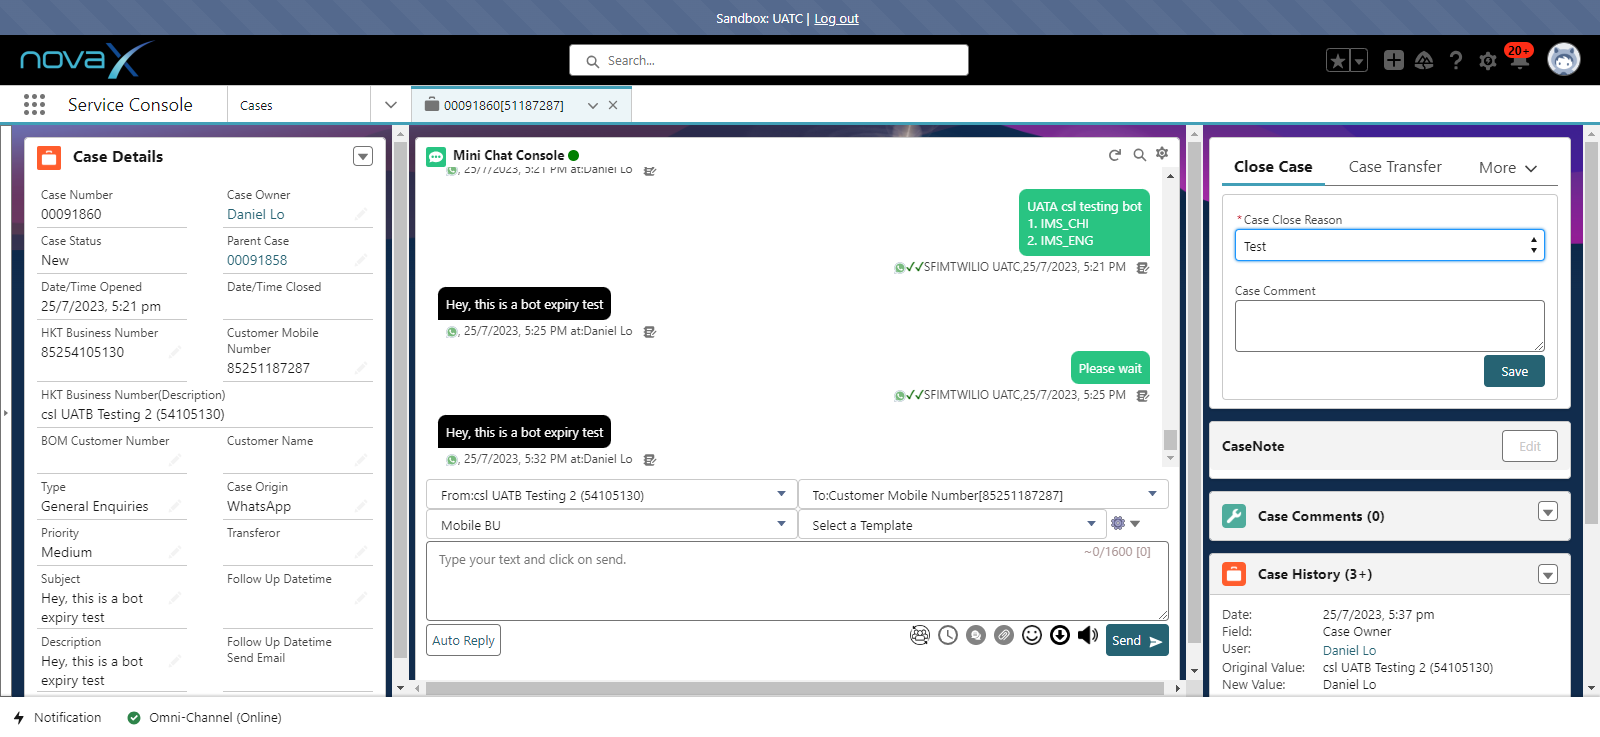 Sandbox: UATC | Log out
novaX
Search...
20+
Service Console
Cases
00091860[51187287]
Case Details
Case Number
00091860
Case Owner
Daniel Lo
Case Status
New
Parent Case
00091858
Date/Time Opened
25/7/2023, 5:21 pm
Date/Time Closed
HKT Business Number
85254105130
Customer Mobile
Number
85251187287
HKT Business Number(Description)
csl UATB Testing 2 (54105130)
BOM Customer Number
Customer Name
Type
General Enquiries
Case Origin
WhatsApp
Priority
Medium
Transferor
Subject
Hey, this is a bot
expiry test
Follow Up Datetime
Description
Hey, this is a bot
expiry test
Follow Up Datetime
Send Email
Mini Chat Console
, 25/7/2023, 5:21 PM at:Daniel Lo
UATA csl testing bot
1. IMS_CHI
2. IMS_ENG
SFIMTWILIO UATC,25/7/2023, 5:21 PM
Hey, this is a bot expiry test
, 25/7/2023, 5:25 PM at:Daniel Lo
Please wait
SFIMTWILIO UATC,25/7/2023, 5:25 PM
Hey, this is a bot expiry test
, 25/7/2023, 5:32 PM at:Daniel Lo
From:csl UATB Testing 2 (54105130)
To:Customer Mobile Number[85251187287]
Mobile BU
Select a Template
Type your text and click on send.
~0/1600 [0]
Auto Reply
Send
Close Case
Case Transfer
More
*Case Close Reason
Test
Case Comment
Save
CaseNote
Edit
Case Comments (0)
Case History (3+)
Date: 25/7/2023, 5:37 pm
Field: Case Owner
User: Daniel Lo
Original Value: csl UATB Testing 2 (54105130)
New Value: Daniel Lo
Notification
Omni-Channel (Online)